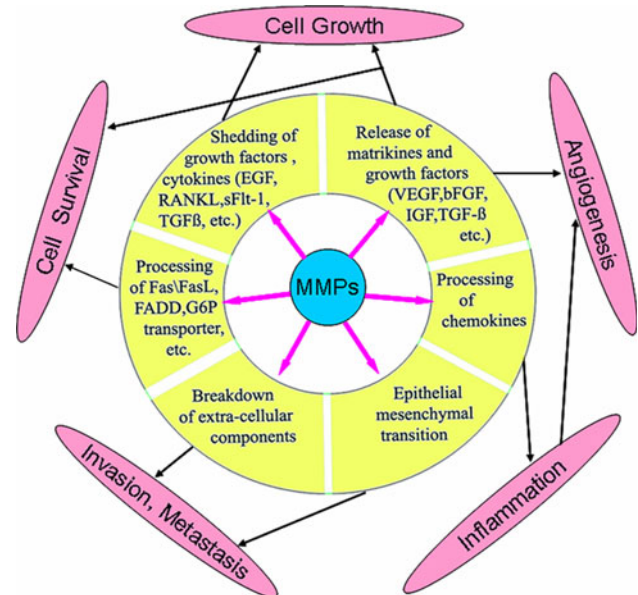 Cell Growth
Cell Survival
Angiogenesis
Shedding of
growth factors ,
cytokines (EGF,
RANKL,sFlt-1,
TGFß, etc.)
Release of
matrikines and
growth factors
(VEGF,bFGF,
IGF,TGF-ß
etc.)
Processing
of Fas\FasL,
FADD,G6P
transporter,
etc.
MMPs
Processing
of
chemokines
Breakdown
of extra-cellular
components
Epithelial
mesenchymal
transition
Invasion, Metastasis
Inflammation